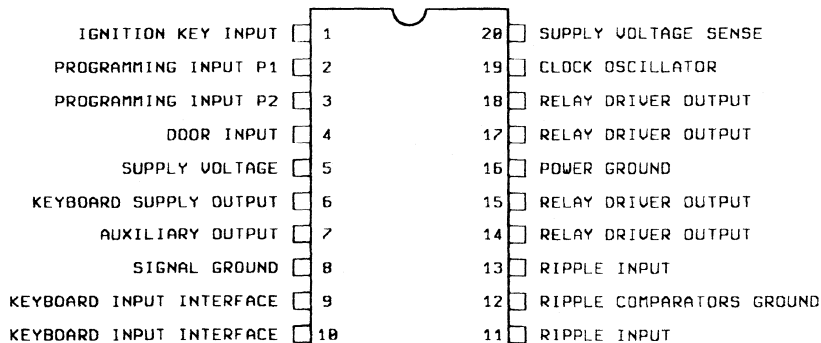 IGNITION KEY INPUT 1 20 SUPPLY VOLTAGE SENSE
PROGRAMMING INPUT P1 2 19 CLOCK OSCILLATOR
PROGRAMMING INPUT P2 3 18 RELAY DRIVER OUTPUT
DOOR INPUT 4 17 RELAY DRIVER OUTPUT
SUPPLY VOLTAGE 5 16 POWER GROUND
KEYBOARD SUPPLY OUTPUT 6 15 RELAY DRIVER OUTPUT
AUXILIARY OUTPUT 7 14 RELAY DRIVER OUTPUT
SIGNAL GROUND 8 13 RIPPLE INPUT
KEYBOARD INPUT INTERFACE 9 12 RIPPLE COMPARATORS GROUND
KEYBOARD INPUT INTERFACE 10 11 RIPPLE INPUT